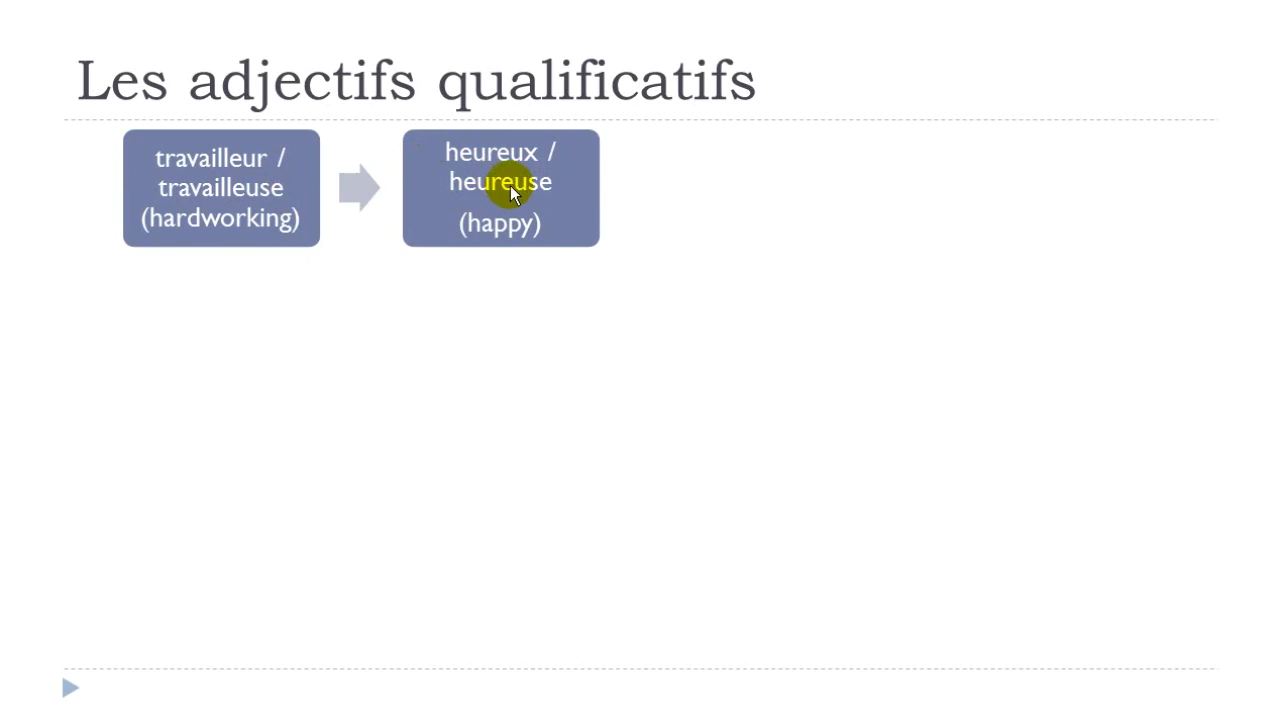 Les adjectifs qualificatifs
travailleur /
travailleuse
(hardworking)
heureux /
heureuse
(happy)